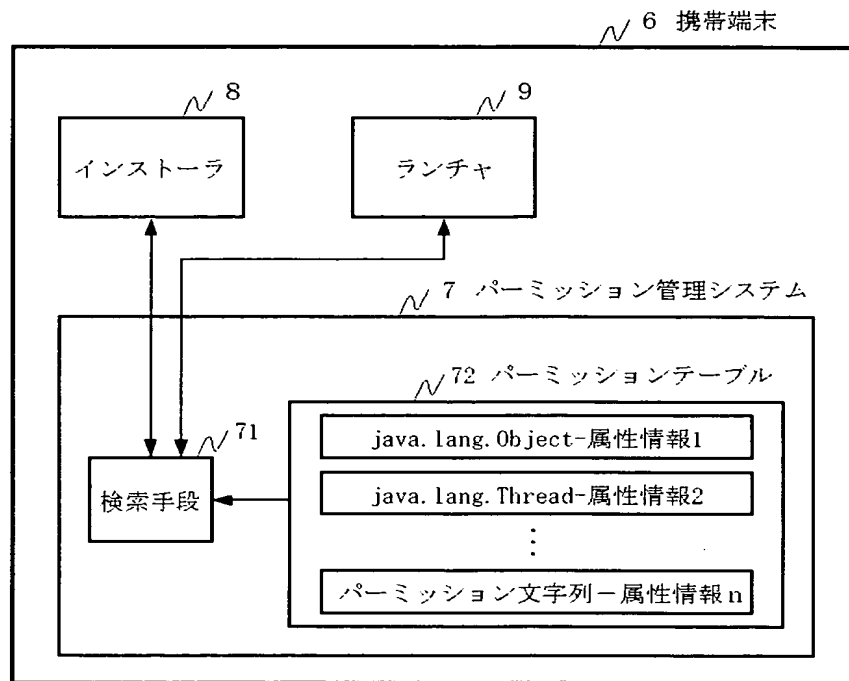 6 携帯端末
8
9
インストーラ
ランチャ
7 パーミッション管理システム
72 パーミッションテーブル
71
java.lang.Object-属性情報1
検索手段
java.lang.Thread-属性情報2
⋮
パーミッション文字列－属性情報n